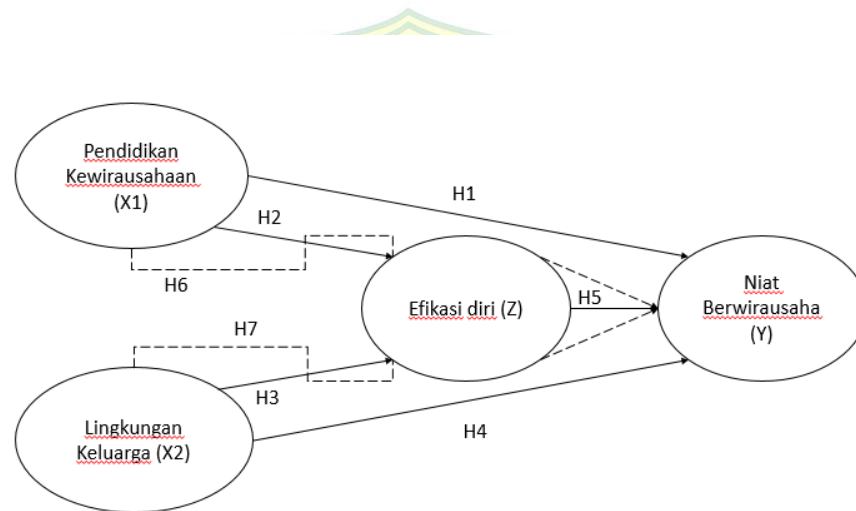 Pendidikan
Kewirausahaan
(X1)
H1
H2
H6
Efikasi diri (Z)
H5
Niat
Berwirausaha
(Y)
H7
H3
Lingkungan
Keluarga (X2)
H4